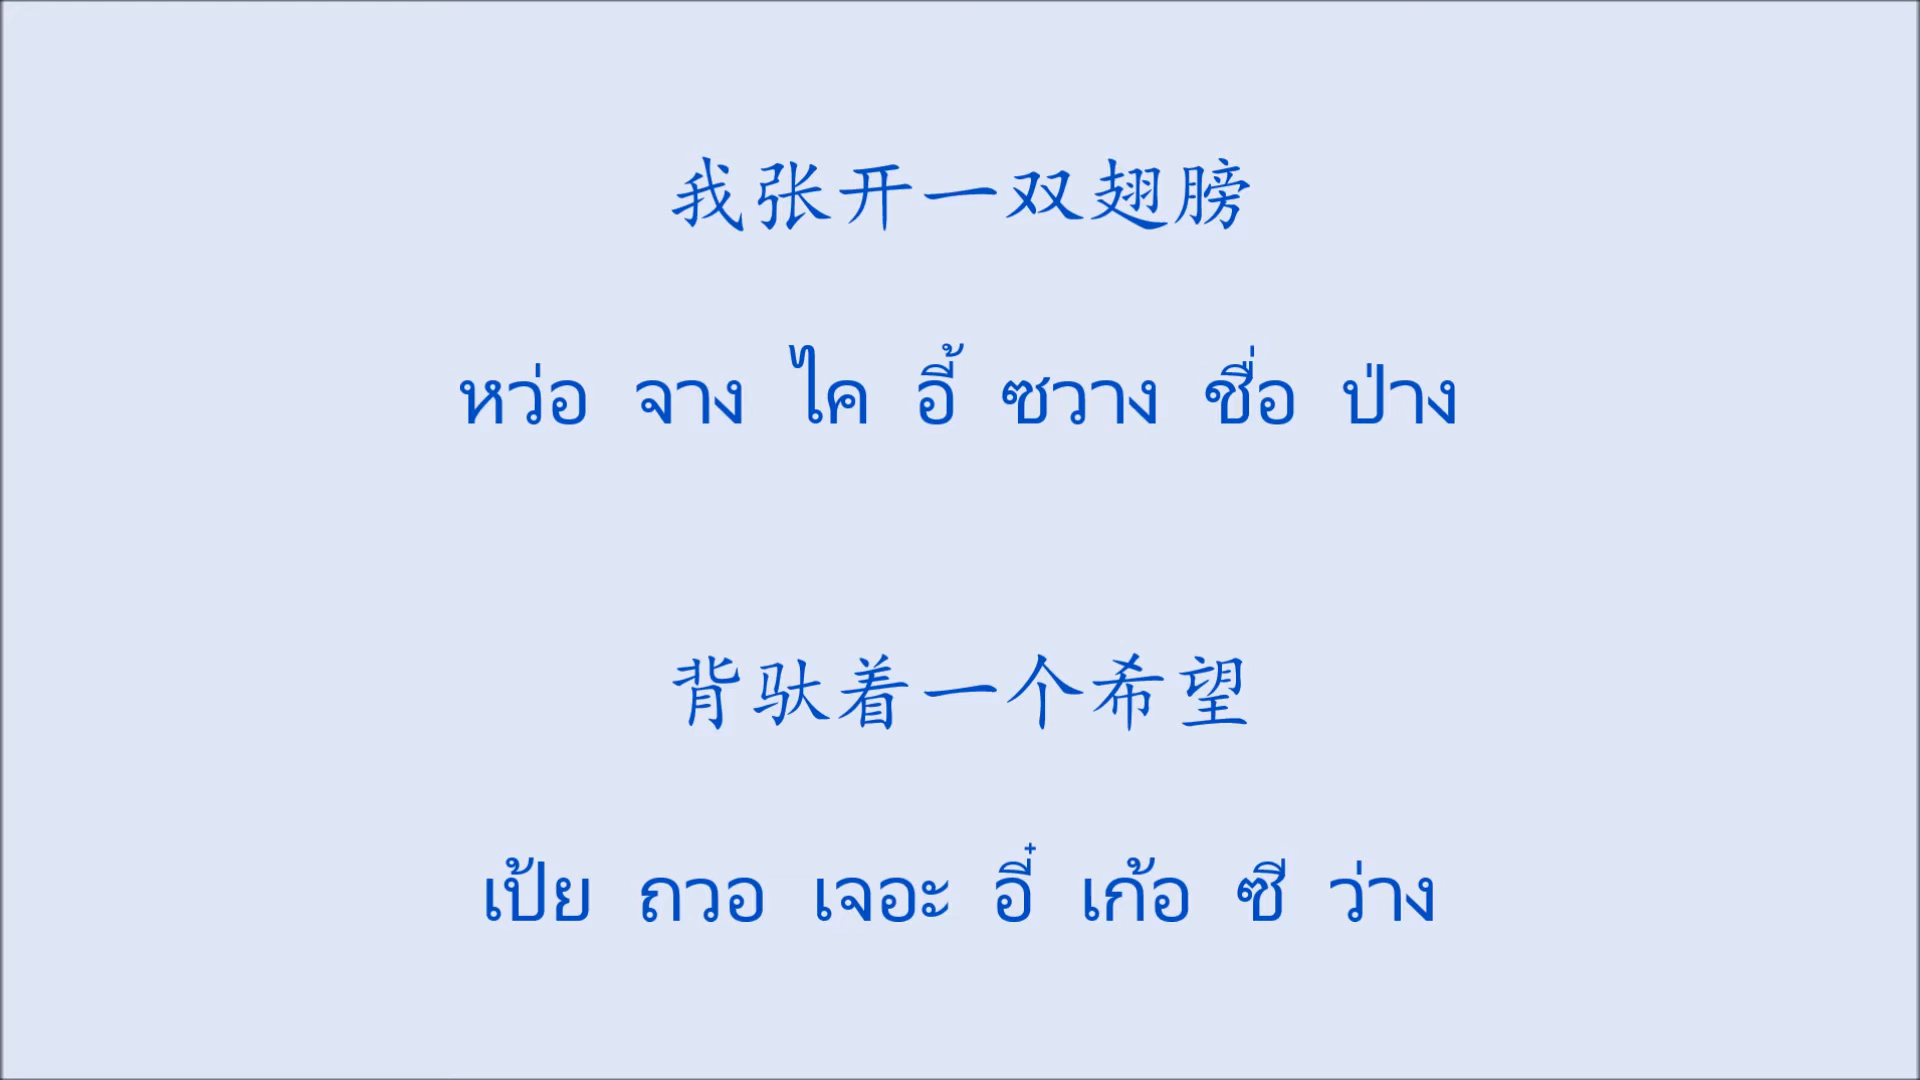 我张开一双翅膀
หว่อ จาง ไค อี้ ซวาง ชื่อ ป่าง
背驮着一个希望
เป้ย ถวอ เจอะ อี๋ เก้อ ซี ว่าง